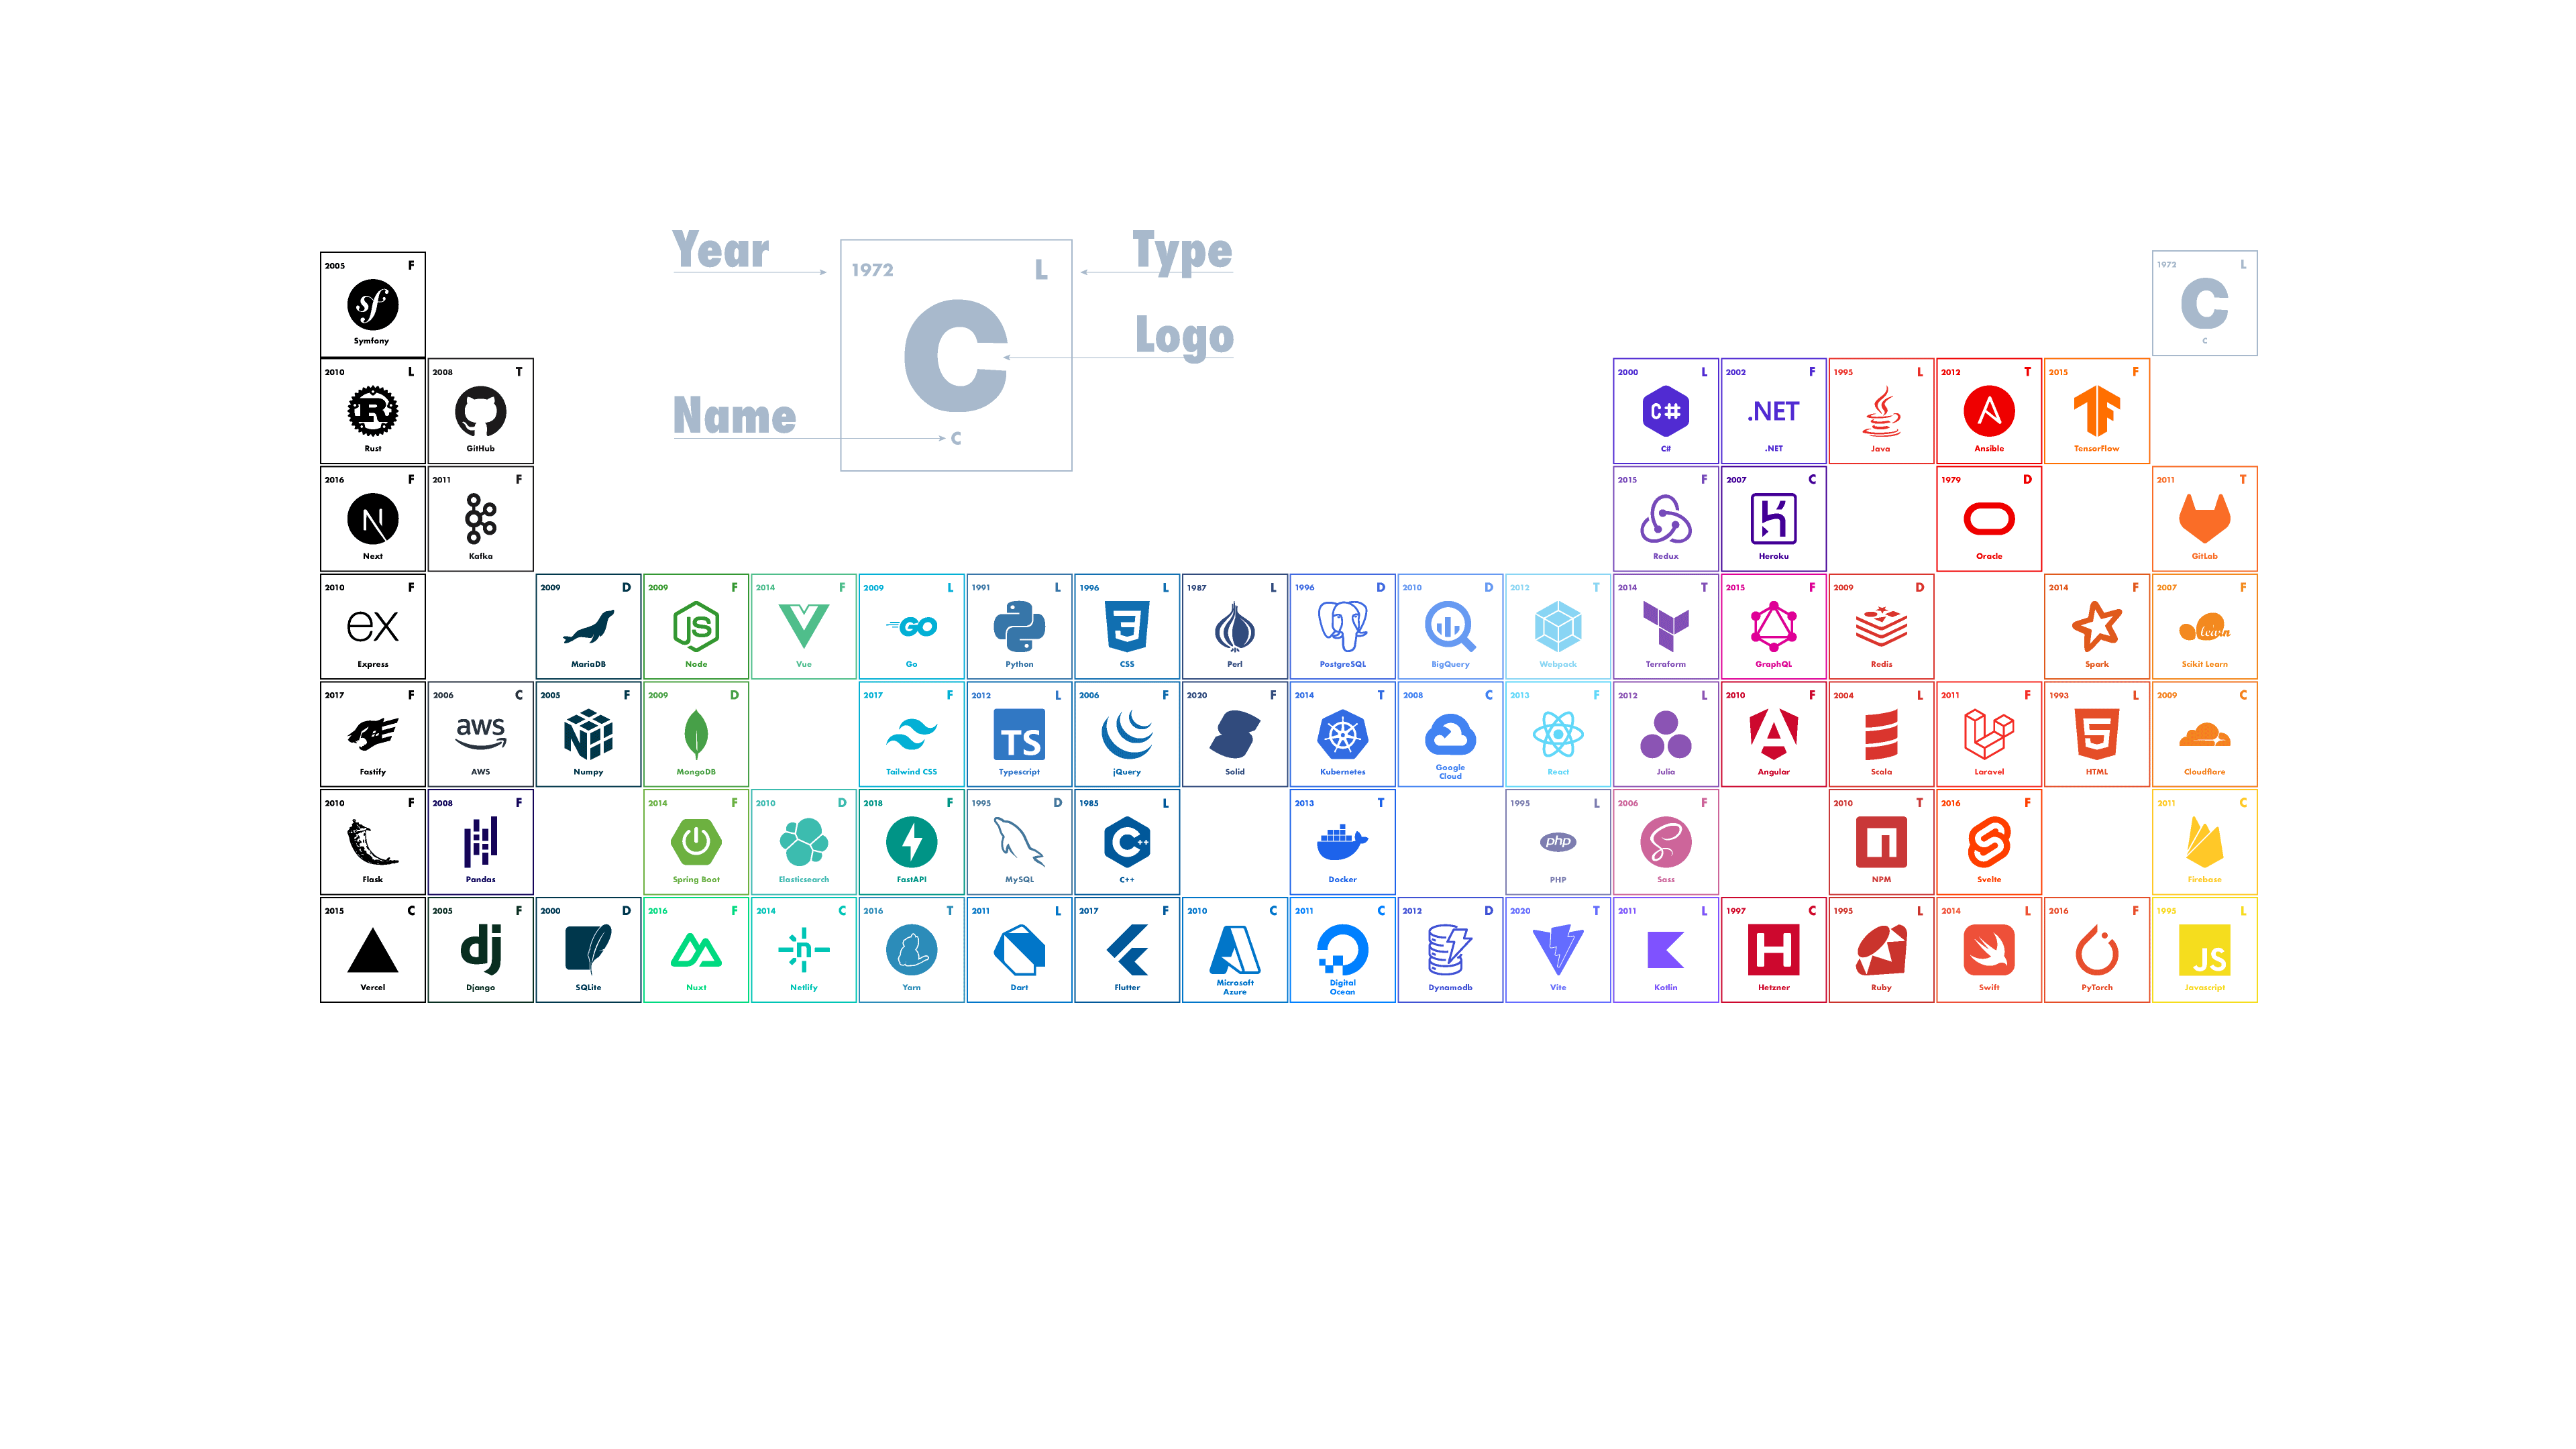 Year
Type
Logo
Name
1972 L
C
C
2005 F
sf
Symfony
1972 L
C
C
2010 L
R
Rust
2008 T
GitHub
2000 L
C#
C#
2002 F
.NET
.NET
1995 L
Java
2012 T
A
Ansible
2015 F
TensorFlow
2016 F
N
Next
2011 F
Kafka
2015 F
Redux
2007 C
Heroku
1979 D
Oracle
2011 T
GitLab
2010 F
ex
Express
2009 D
MariaDB
2009 F
JS
Node
2014 F
Vue
2009 L
GO
Go
1991 L
Python
1996 L
3
CSS
1987 L
Perl
1996 D
PostgreSQL
2010 D
BigQuery
2012 T
Webpack
2014 T
Terraform
2015 F
GraphQL
2009 D
Redis
2014 F
Spark
2007 F
learn
Scikit Learn
2017 F
Fastify
2006 C
aws
AWS
2005 F
N
Numpy
2009 D
MongoDB
2017 F
Tailwind CSS
2012 L
TS
Typescript
2006 F
jQuery
2020 F
Solid
2014 T
Kubernetes
2008 C
Google
Cloud
2013 F
React
2012 L
Julia
2010 F
A
Angular
2004 L
Scala
2011 F
Laravel
1993 L
5
HTML
2009 C
Cloudflare
2010 F
Flask
2008 F
Pandas
2014 F
Spring Boot
2010 D
Elasticsearch
2018 F
FastAPI
1995 D
MySQL
1985 L
C++
C++
2013 T
Docker
1995 L
php
PHP
2006 F
Sass
2010 T
n
NPM
2016 F
Svelte
2011 C
Firebase
2015 C
Vercel
2005 F
dj
Django
2000 D
SQLite
2016 F
Nuxt
2014 C
n
Netlify
2016 T
Yarn
2011 L
Dart
2017 F
Flutter
2010 C
Microsoft
Azure
2011 C
Digital
Ocean
2012 D
Dynamodb
2020 T
Vite
2011 L
Kotlin
1997 C
H
Hetzner
1995 L
Ruby
2014 L
Swift
2016 F
PyTorch
1995 L
JS
Javascript